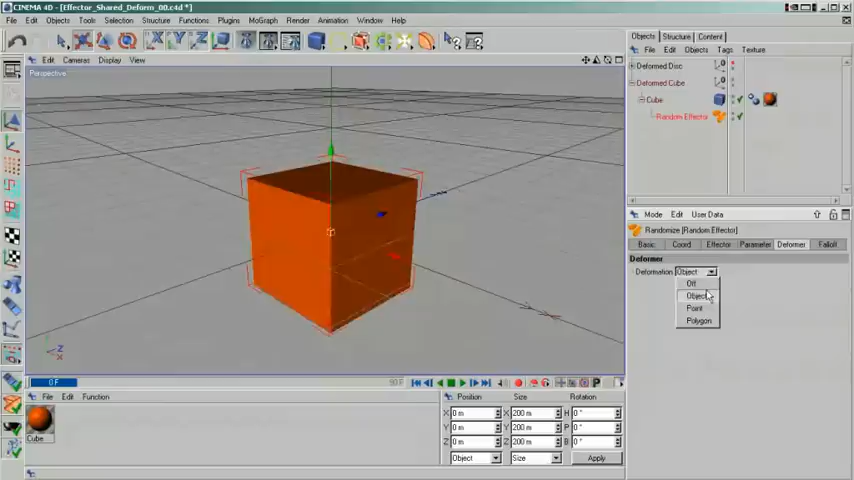 CINEMA 4D - [Effector_Shared_Deform_00.c4d *]
File Edit Objects Tools Selection Structure Functions Plugins MoGraph Render Animation Window Help
Edit Cameras Display View
Perspective
Objects Structure Content
File Edit Objects Tags Texture
Deformed Disc
Deformed Cube
Cube
Random Effector
Mode Edit User Data
Randomize [Random Effector]
Basic Coord Effector Parameter Deformer Falloff
Deformer
Deformation Object
Off
Object
Point
Polygon
Z
X
0 F
90 F
File Edit Function
Cube
Position Size Rotation
X 0 m X 200 m H 0 °
Y 0 m Y 200 m P 0 °
Z 0 m Z 200 m B 0 °
Object Size Apply